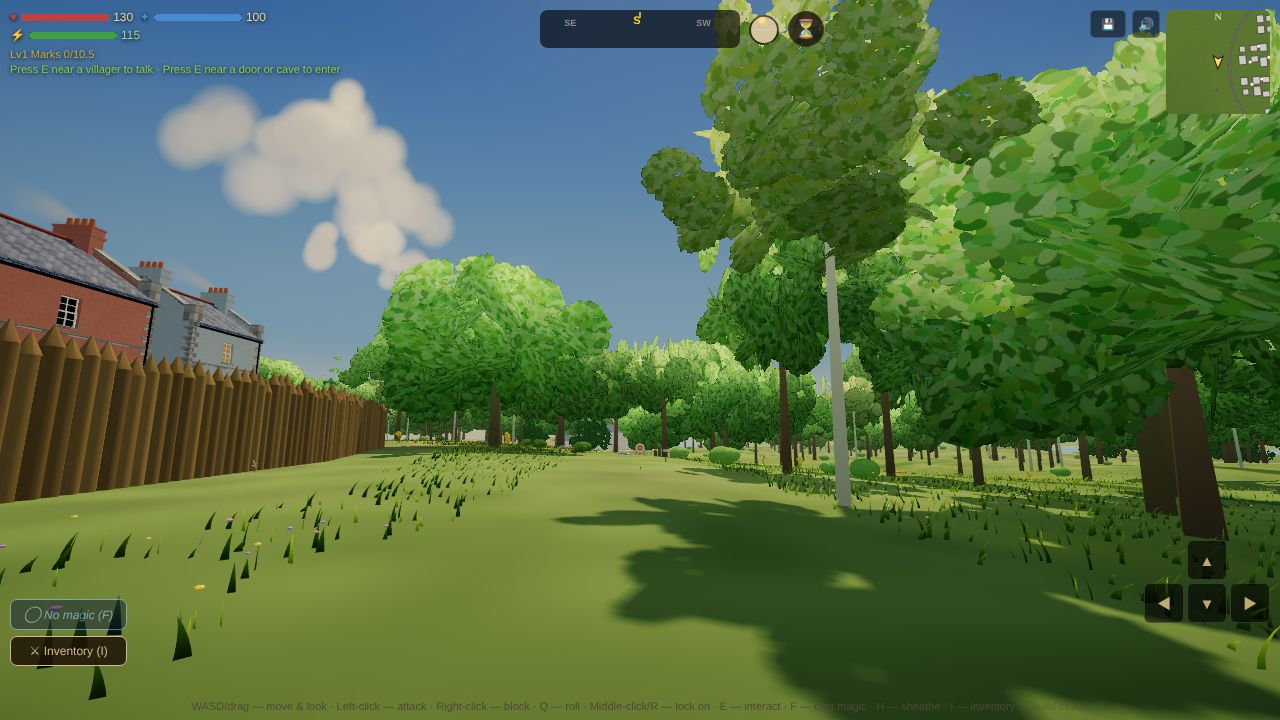 130 100
115
Lv1 Marks 0/10.5
Press E near a villager to talk · Press E near a door or cave to enter
SE S SW
N
No magic (F)
Inventory (I)
WASD/drag — move & look · Left-click — attack · Right-click — block · Q — roll · Middle-click/R — lock on · E — interact · F — cast magic · H — sheathe · I — inventory